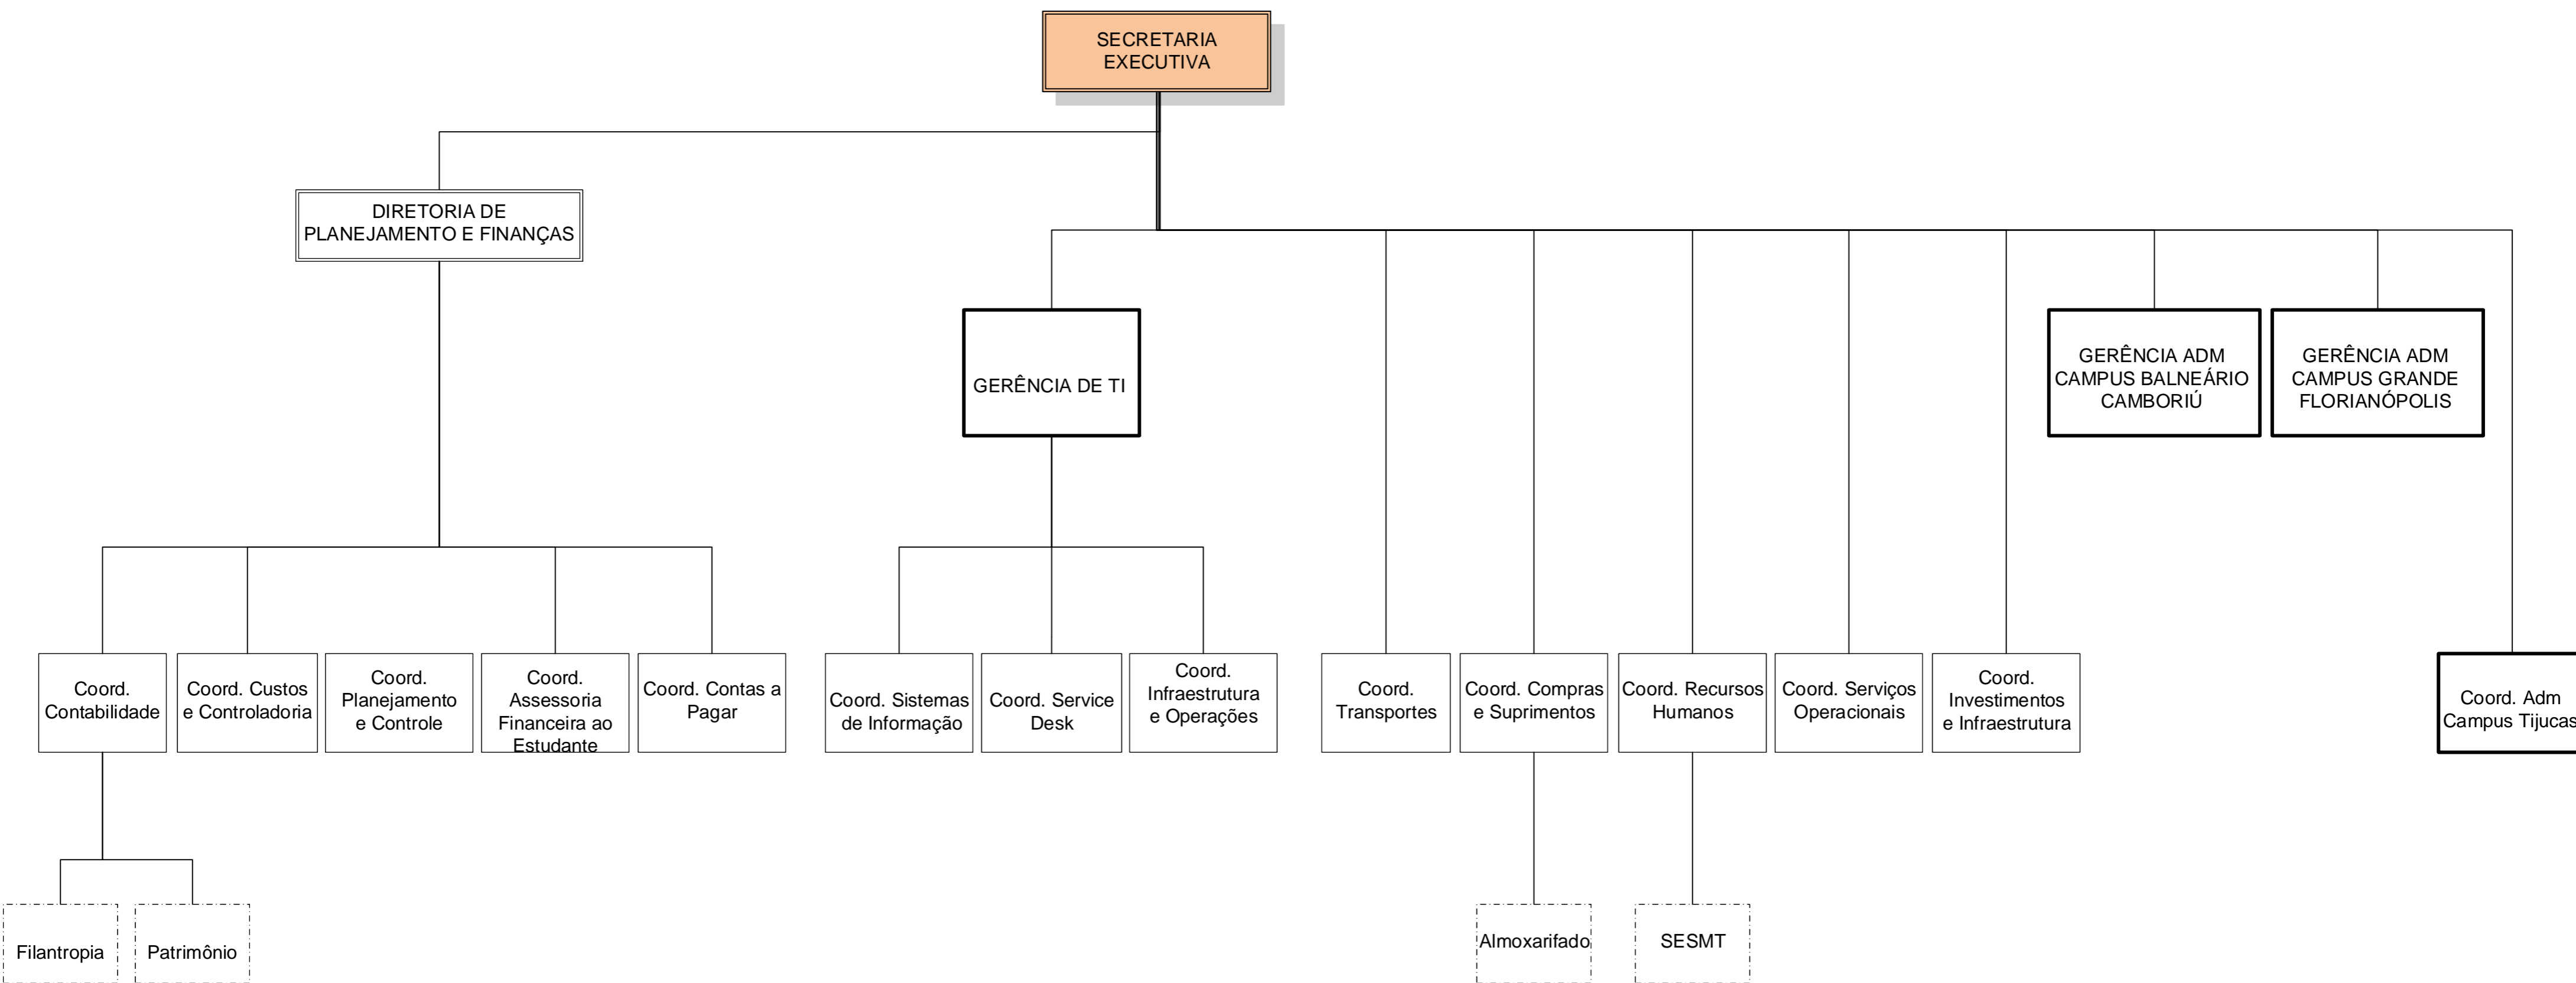 SECRETARIA
EXECUTIVA
DIRETORIA DE
PLANEJAMENTO E FINANÇAS
GERÊNCIA DE TI
GERÊNCIA ADM
CAMPUS BALNEÁRIO
CAMBORIÚ
GERÊNCIA ADM
CAMPUS GRANDE
FLORIANÓPOLIS
Coord.
Contabilidade
Coord. Custos
e Controladoria
Coord.
Planejamento
e Controle
Coord.
Assessoria
Financeira ao
Estudante
Coord. Contas a
Pagar
Coord. Sistemas
de Informação
Coord. Service
Desk
Coord.
Infraestrutura
e Operações
Coord.
Transportes
Coord. Compras
e Suprimentos
Coord. Recursos
Humanos
Coord. Serviços
Operacionais
Coord.
Investimentos
e Infraestrutura
Coord. Adm
Campus Tijucas
Filantropia
Patrimônio
Almoxarifado
SESMT